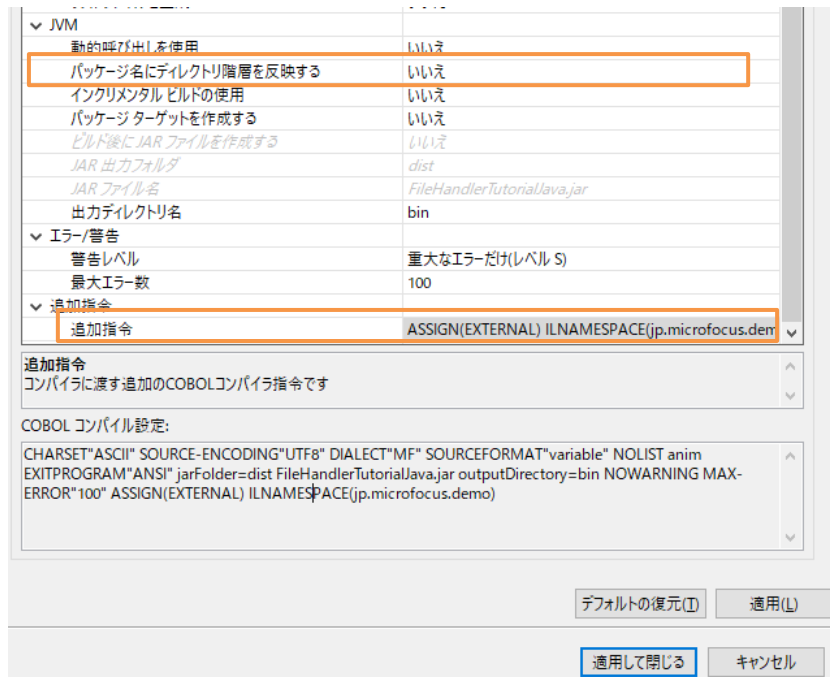 JVM
動的呼び出しを使用 いいえ
パッケージ名にディレクトリ階層を反映する いいえ
インクリメンタル ビルドの使用 いいえ
パッケージ ターゲットを作成する いいえ
ビルド後に JAR ファイルを作成する いいえ
JAR 出力フォルダ dist
JAR ファイル名 FileHandlerTutorialJava.jar
出力ディレクトリ名 bin
エラー/警告
警告レベル 重大なエラーだけ(レベル S)
最大エラー数 100
追加指令
追加指令 ASSIGN(EXTERNAL) ILNAMESPACE(jp.microfocus.dem
追加指令
コンパイラに渡す追加のCOBOLコンパイラ指令です
COBOL コンパイル設定:
CHARSET"ASCII" SOURCE-ENCODING"UTF8" DIALECT"MF" SOURCEFORMAT"variable" NOLIST anim
EXITPROGRAM"ANSI" jarFolder=dist FileHandlerTutorialJava.jar outputDirectory=bin NOWARNING MAX-
ERROR"100" ASSIGN(EXTERNAL) ILNAMESPACE(jp.microfocus.demo)
デフォルトの復元(T) 適用(L)
適用して閉じる キャンセル